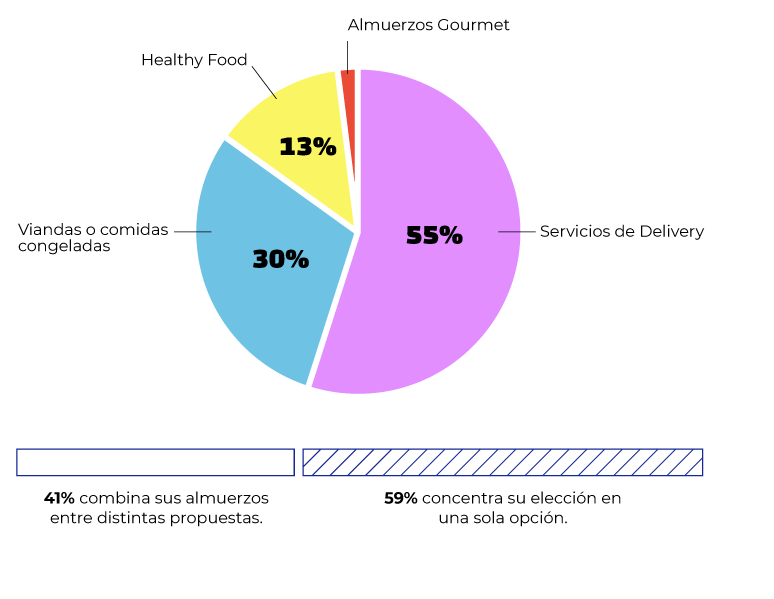 Almuerzos Gourmet
Healthy Food
13%
Viandas o comidas
congeladas
30%
55%
Servicios de Delivery
41% combina sus almuerzos
entre distintas propuestas.
59% concentra su elección en
una sola opción.